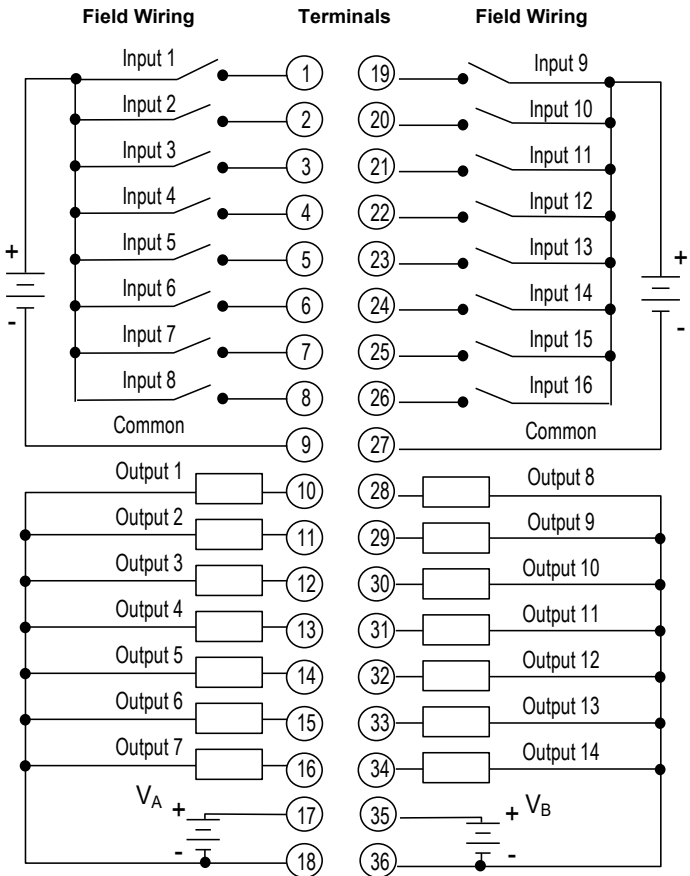 Field Wiring Terminals Field Wiring
Input 1 1 19 Input 9
Input 2 2 20 Input 10
Input 3 3 21 Input 11
Input 4 4 22 Input 12
Input 5 5 23 Input 13
+ +
Input 6 6 24 Input 14
- -
Input 7 7 25 Input 15
Input 8 8 26 Input 16
Common 9 27 Common
Output 1 10 28 Output 8
Output 2 11 29 Output 9
Output 3 12 30 Output 10
Output 4 13 31 Output 11
Output 5 14 32 Output 12
Output 6 15 33 Output 13
Output 7 16 34 Output 14
VA + 17 35 + VB
- 18 36 -